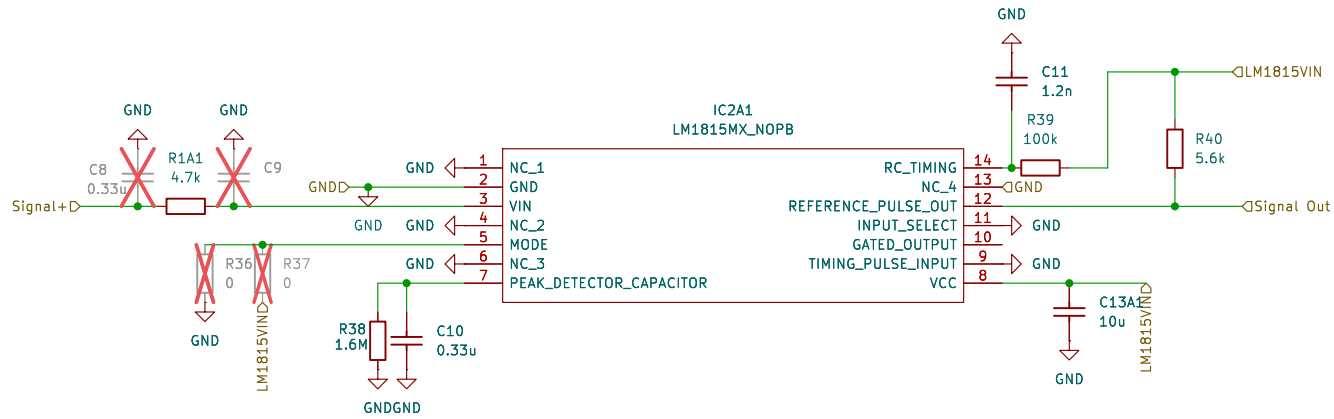 GND
C11
1.2n
LM1815VIN
IC2A1
LM1815MX_NOPB
GND
GND
R39
100k
R40
5.6k
C8
0.33u
R1A1
4.7k
C9
GND
1
NC_1
RC_TIMING
14
GND
2
GND
NC_4
13
GND
Signal+
3
VIN
REFERENCE_PULSE_OUT
12
Signal Out
GND
GND
4
NC_2
INPUT_SELECT
11
GND
5
MODE
GATED_OUTPUT
10
R36
0
R37
0
GND
6
NC_3
TIMING_PULSE_INPUT
9
GND
7
PEAK_DETECTOR_CAPACITOR
VCC
8
GND
LM1815VIN
R38
1.6M
C10
0.33u
C13A1
10u
LM1815VIN
GND
GND
GND